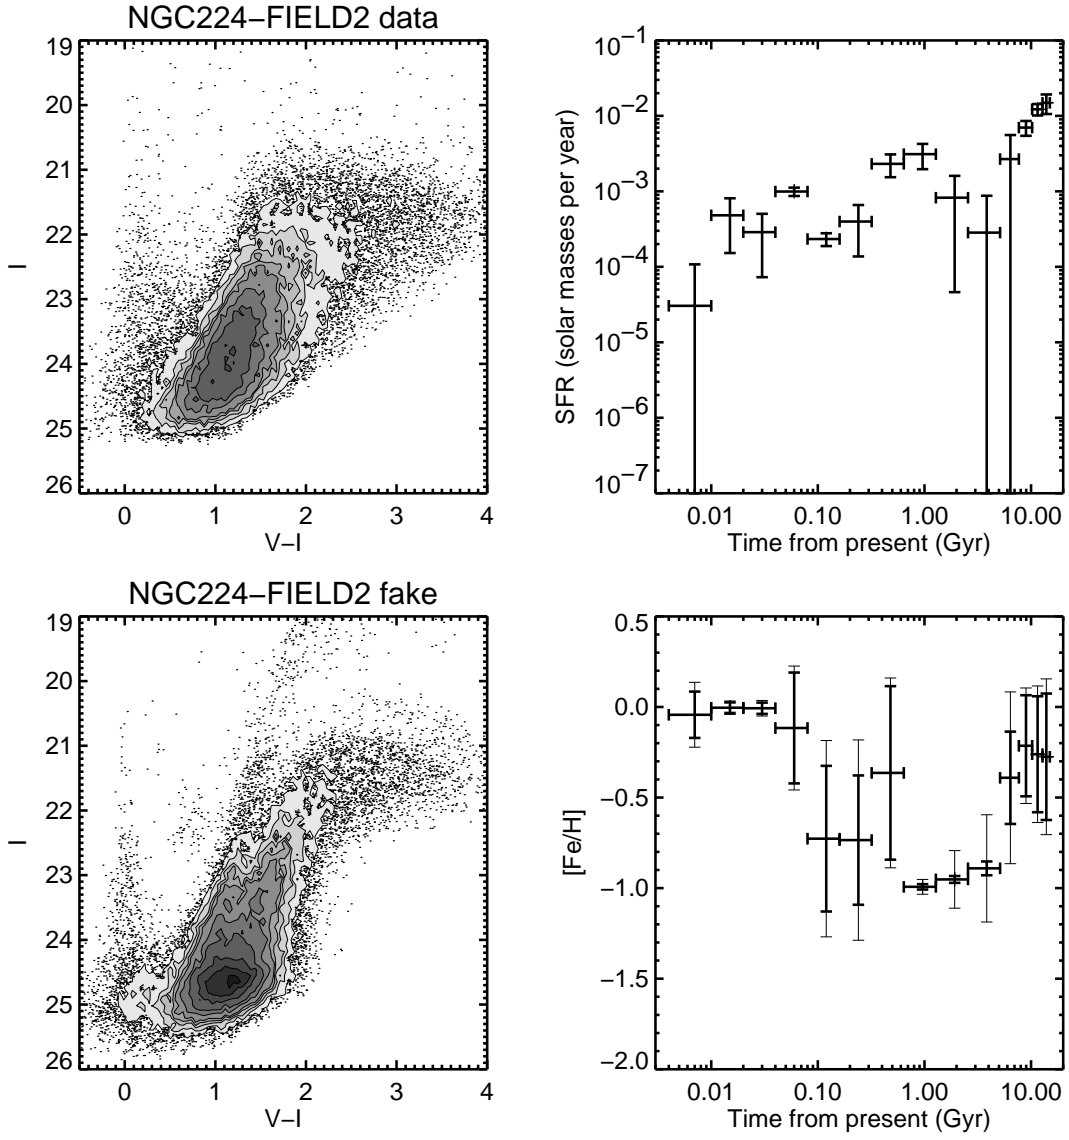 NGC224−FIELD2 data
19
20
21
22
23
24
25
26
I
0 1 2 3 4
V−I
10−1
10−2
10−3
10−4
10−5
10−6
10−7
SFR (solar masses per year)
0.01 0.10 1.00 10.00
Time from present (Gyr)
NGC224−FIELD2 fake
19
20
21
22
23
24
25
26
I
0 1 2 3 4
V−I
0.5
0.0
−0.5
−1.0
−1.5
−2.0
[Fe/H]
0.01 0.10 1.00 10.00
Time from present (Gyr)